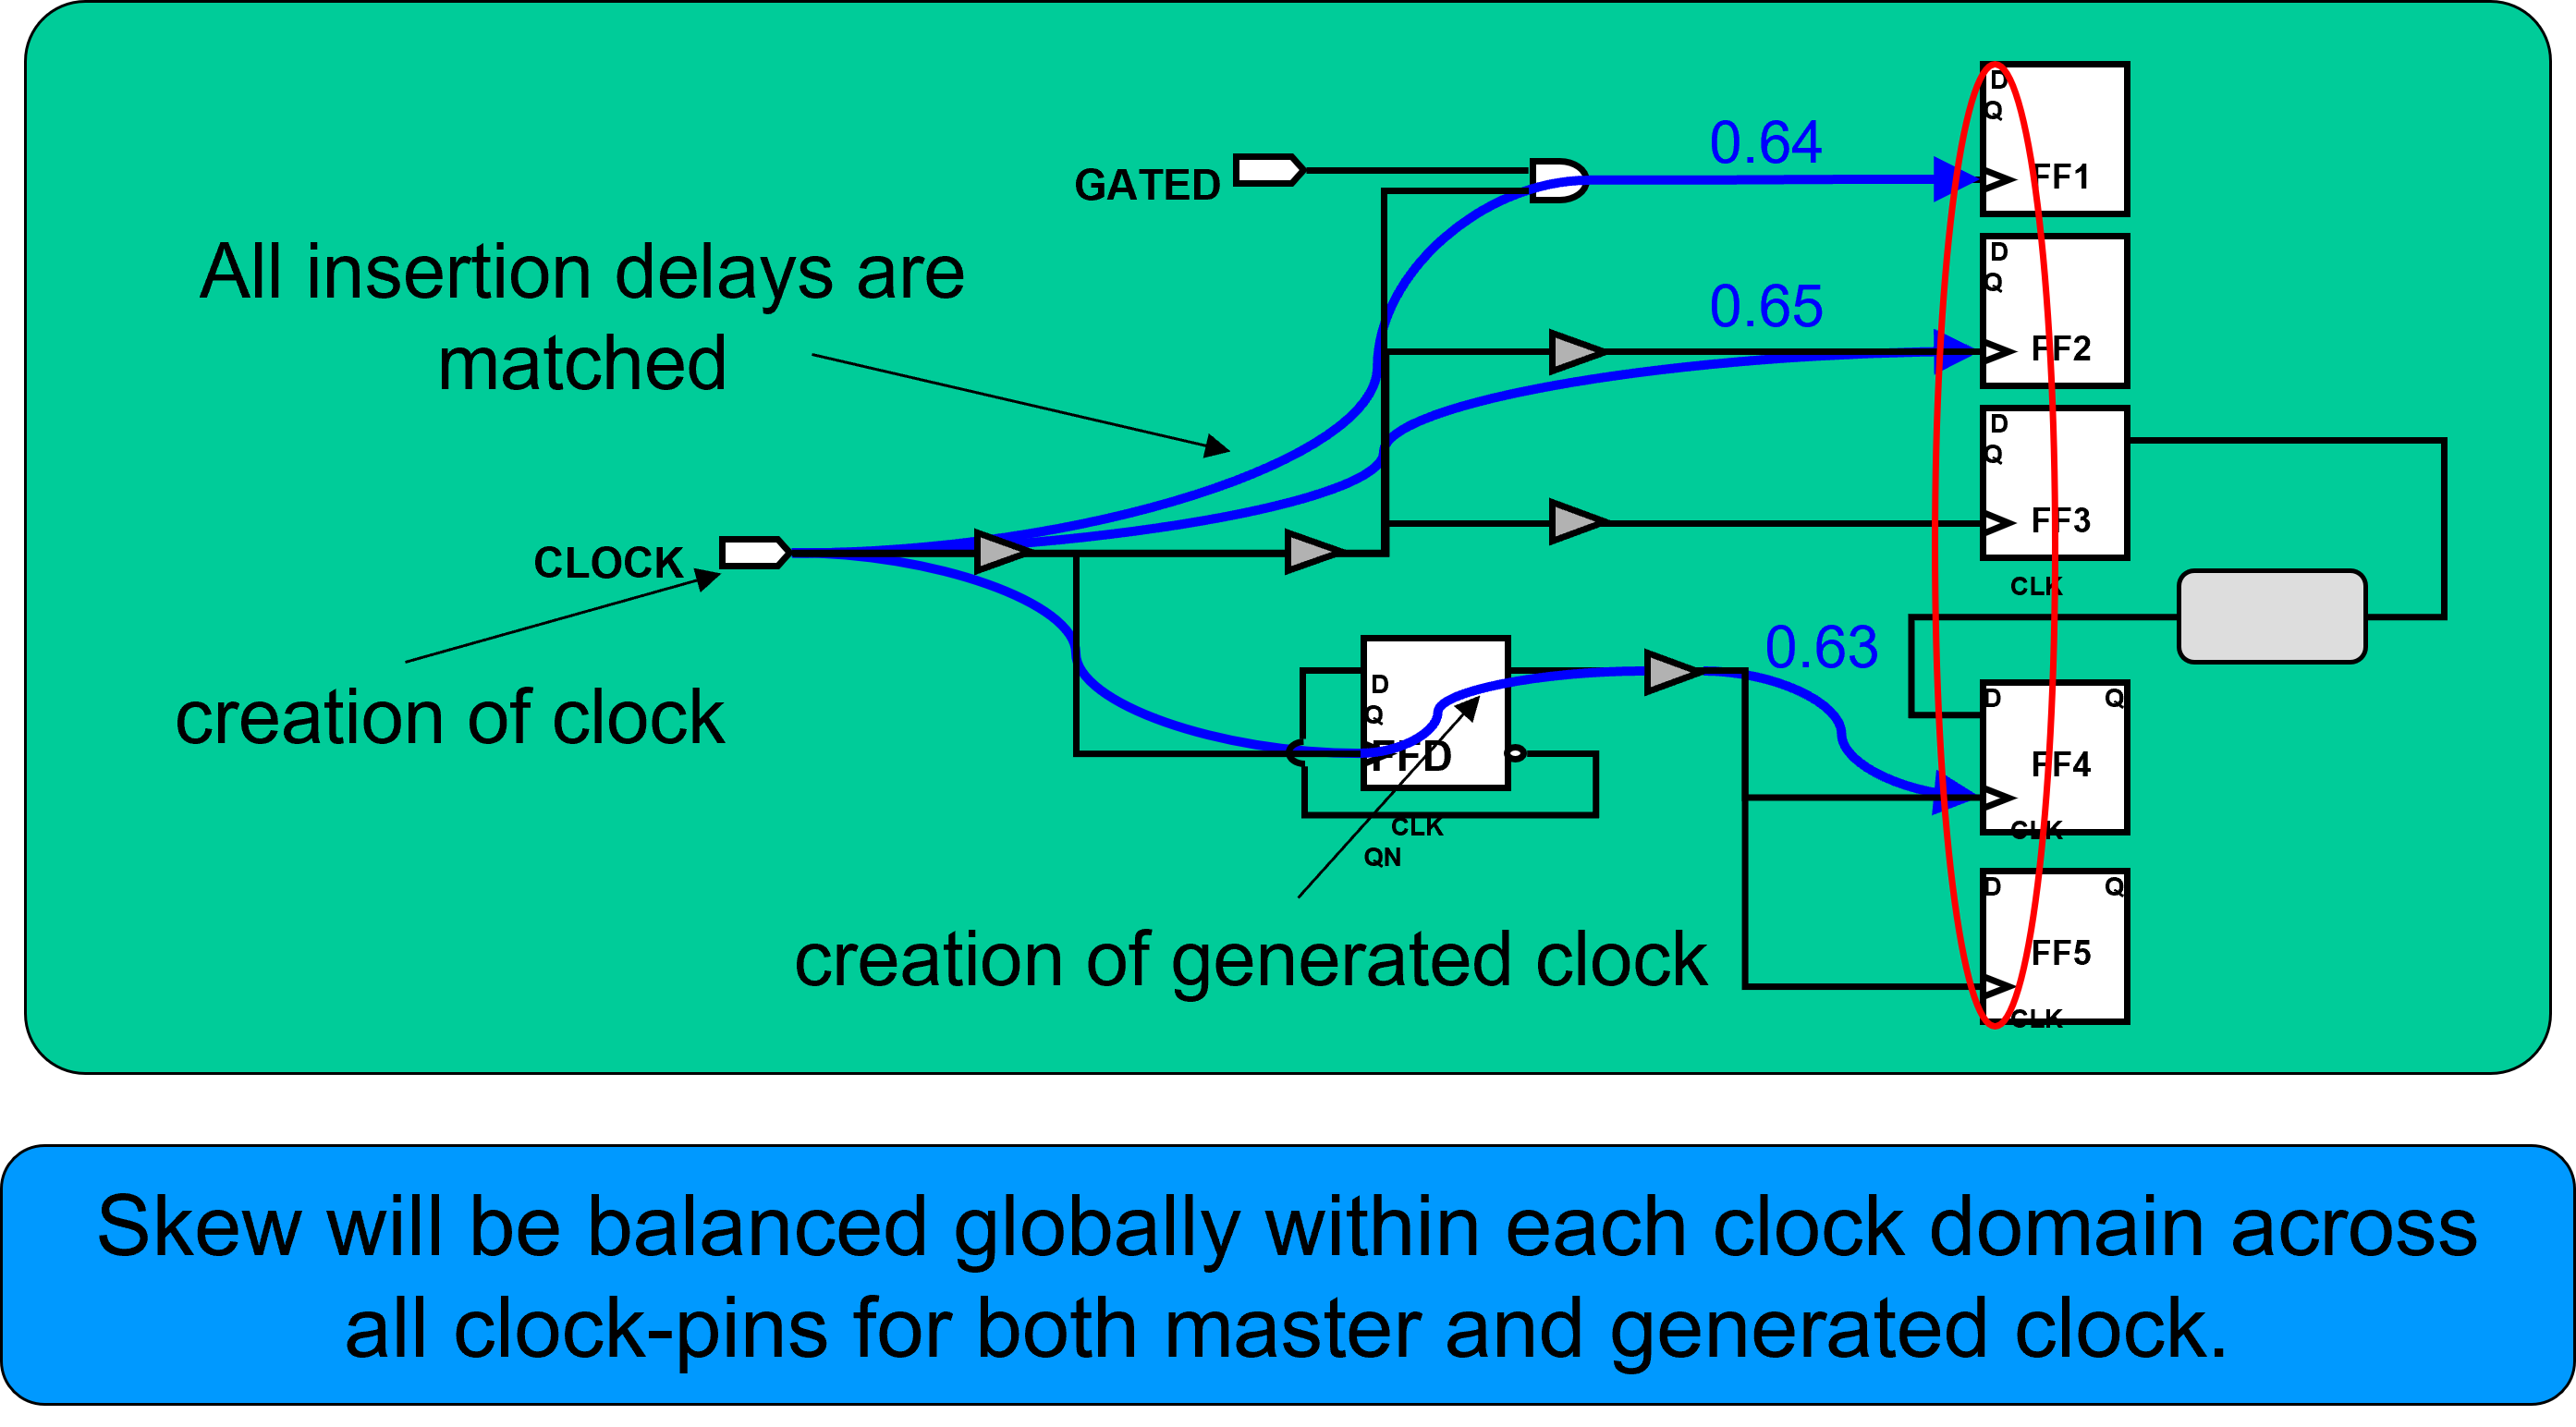 D
Q
FF1
0.64
GATED
D
Q
FF2
0.65
All insertion delays are
matched
D
Q
FF3
CLK
CLOCK
creation of clock
0.63
D
Q
FFD
CLK
QN
D Q
FF4
CLK
D Q
FF5
CLK
creation of generated clock
Skew will be balanced globally within each clock domain across
all clock-pins for both master and generated clock.